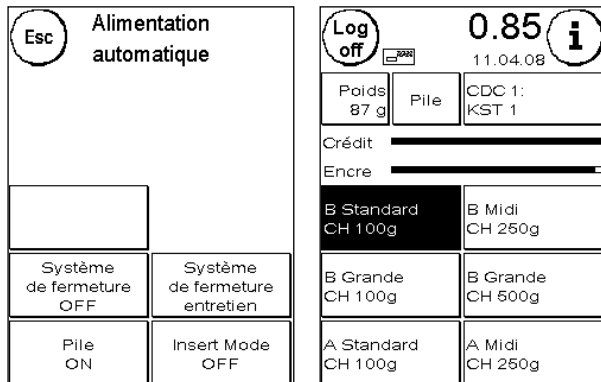 Esc
Alimentation
automatique
Système
de fermeture
OFF
Système
de fermeture
entretien
Pile
ON
Insert Mode
OFF
Log
off
0.85
i
11.04.08
Poids
87 g
Pile
CDC 1:
KST 1
Crédit
Encre
B Standard
CH 100g
B Midi
CH 250g
B Grande
CH 100g
B Grande
CH 500g
A Standard
CH 100g
A Midi
CH 250g